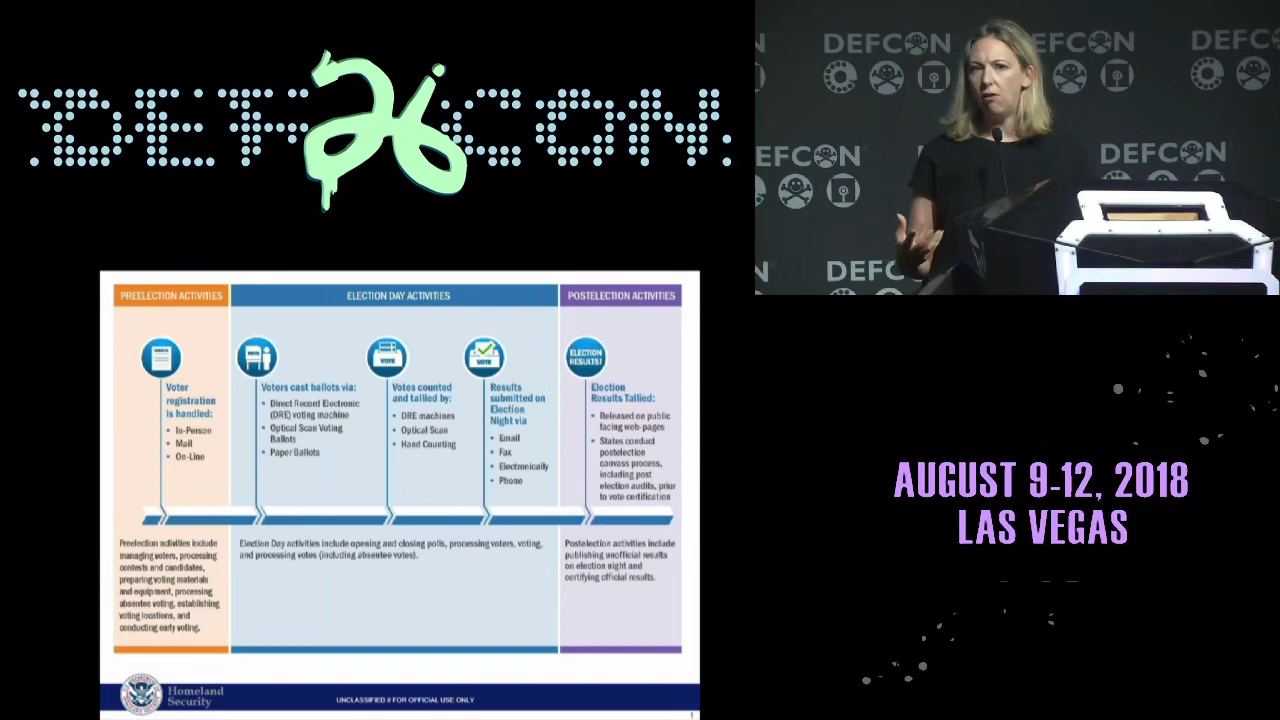 DEF CON
26
DEFCON
DEFCON
DEFCON
DEFCON
PREELECTION ACTIVITIES
ELECTION DAY ACTIVITIES
POSTELECTION ACTIVITIES
VOTE
VOTE
VOTE
ELECTION
RESULTS!
Voter
registration
is handled:
• In-Person
• Mail
• On-Line
Voters cast ballots via:
• Direct Record Electronic
(DRE) voting machine
• Optical Scan Voting
Ballots
• Paper Ballots
Votes counted
and tallied by:
• DRE machines
• Optical Scan
• Hand Counting
Results
submitted on
Election
Night via
• Email
• Fax
• Electronically
• Phone
Election
Results Tallied:
• Released on public
facing web-pages
• States conduct
postelection
canvass process,
including post
election audits, prior
to vote certification
Preelection activities include
managing voters, processing
contests and candidates,
preparing voting materials
and equipment, processing
absentee voting, establishing
voting locations, and
conducting early voting.
Election Day activities include opening and closing polls, processing voters, voting,
and processing votes (including absentee votes).
Postelection activities include
publishing unofficial results
on election night and
certifying official results.
Homeland
Security
UNCLASSIFIED // FOR OFFICIAL USE ONLY
1
AUGUST 9-12, 2018
LAS VEGAS